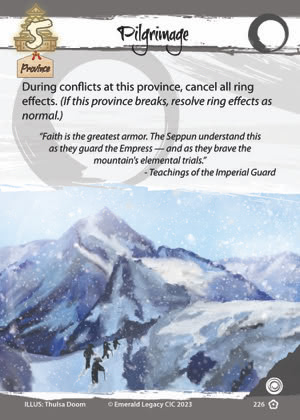 Pilgrimage
5
Province
During conflicts at this province, cancel all ring
effects. (If this province breaks, resolve ring effects as
normal.)
"Faith is the greatest armor. The Seppun understand this
as they guard the Empress — and as they brave the
mountain's elemental trials."
- Teachings of the Imperial Guard
ILLUS: Thulsa Doom © Emerald Legacy CIC 2023 226